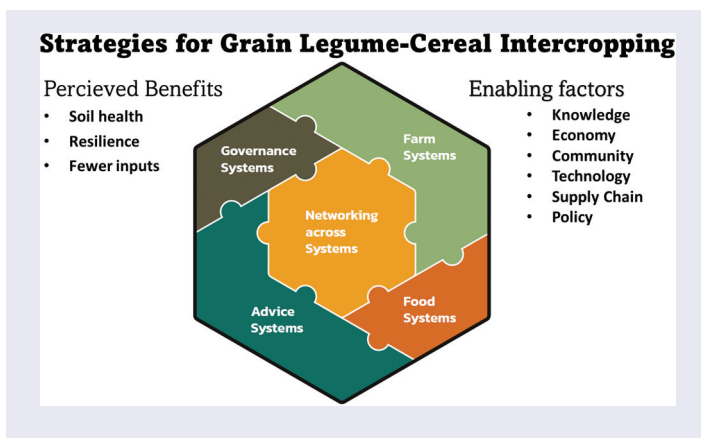 Strategies for Grain Legume-Cereal Intercropping
Percieved Benefits
• Soil health
• Resilience
• Fewer inputs
Enabling factors
• Knowledge
• Economy
• Community
• Technology
• Supply Chain
• Policy
Governance
Systems
Farm
Systems
Networking
across
Systems
Advice
Systems
Food
Systems